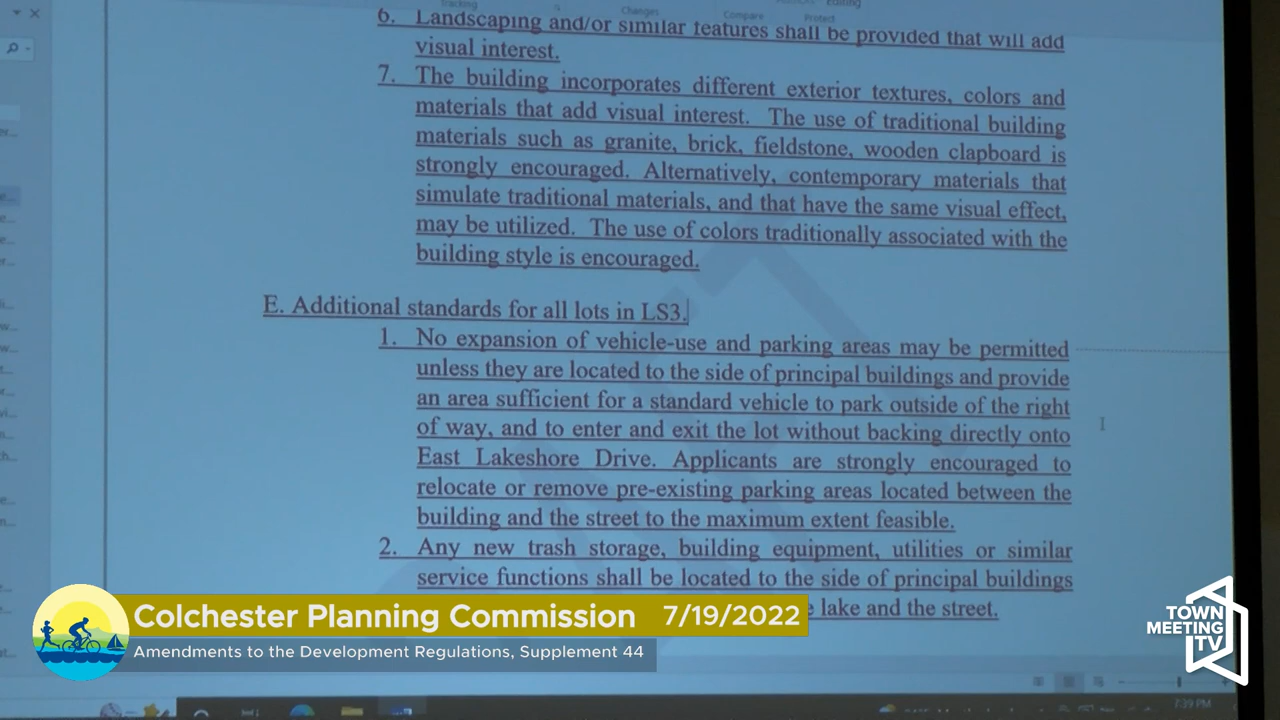 Tracking
Changes
Compare
Protect
Editing
6. Landscaping and/or similar features shall be provided that will add
visual interest.
7. The building incorporates different exterior textures, colors and
materials that add visual interest. The use of traditional building
materials such as granite, brick, fieldstone, wooden clapboard is
strongly encouraged. Alternatively, contemporary materials that
simulate traditional materials, and that have the same visual effect,
may be utilized. The use of colors traditionally associated with the
building style is encouraged.
E. Additional standards for all lots in LS3.
1. No expansion of vehicle-use and parking areas may be permitted
unless they are located to the side of principal buildings and provide
an area sufficient for a standard vehicle to park outside of the right
of way, and to enter and exit the lot without backing directly onto
East Lakeshore Drive. Applicants are strongly encouraged to
relocate or remove pre-existing parking areas located between the
building and the street to the maximum extent feasible.
2. Any new trash storage, building equipment, utilities or similar
service functions shall be located to the side of principal buildings
lake and the street.
Colchester Planning Commission 7/19/2022
Amendments to the Development Regulations, Supplement 44
TOWN
MEETING
TV
7:39 PM